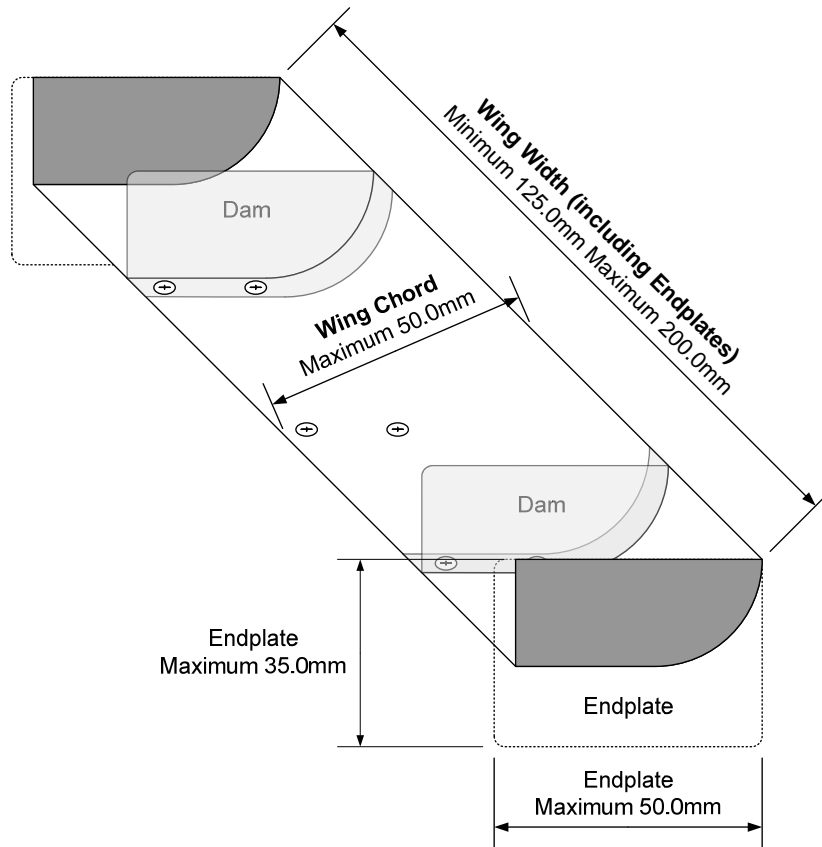 Wing Width (including Endplates)
Minimum 125.0mm Maximum 200.0mm
Dam
Wing Chord
Maximum 50.0mm
Dam
Endplate
Maximum 35.0mm
Endplate
Endplate
Maximum 50.0mm